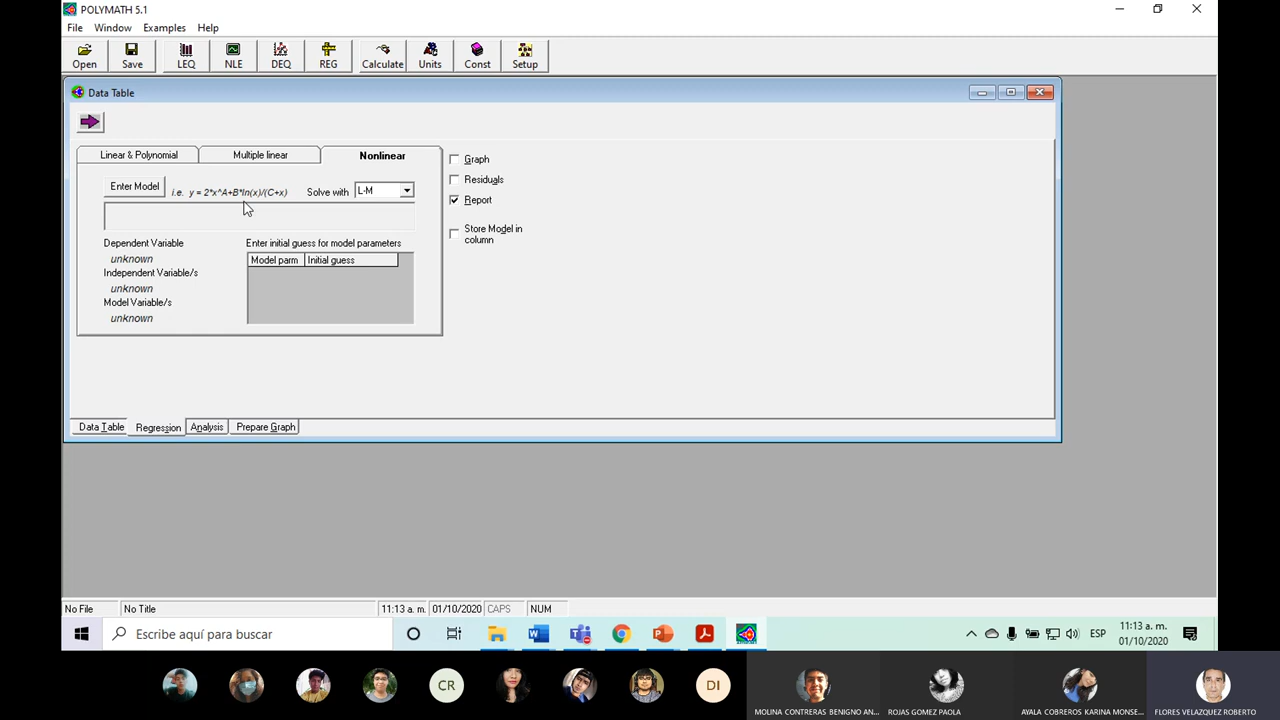 POLYMATH 5.1
File Window Examples Help
Open Save LEQ NLE DEQ REG Calculate Units Const Setup
Data Table
Linear & Polynomial Multiple linear Nonlinear
Enter Model i.e. y = 2*x^A+B*ln(x)/(C+x) Solve with L-M
Graph
Residuals
Report
Store Model in
column
Dependent Variable
unknown
Independent Variable/s
unknown
Model Variable/s
unknown
Enter initial guess for model parameters
Model parm Initial guess
Data Table Regression Analysis Prepare Graph
No File No Title 11:13 a. m. 01/10/2020 CAPS NUM
Escribe aquí para buscar
ESP
11:13 a. m.
01/10/2020
CR
DI
MOLINA CONTRERAS BENIGNO AN...
ROJAS GOMEZ PAOLA
AYALA COBREROS KARINA MONSE...
FLORES VELAZQUEZ ROBERTO